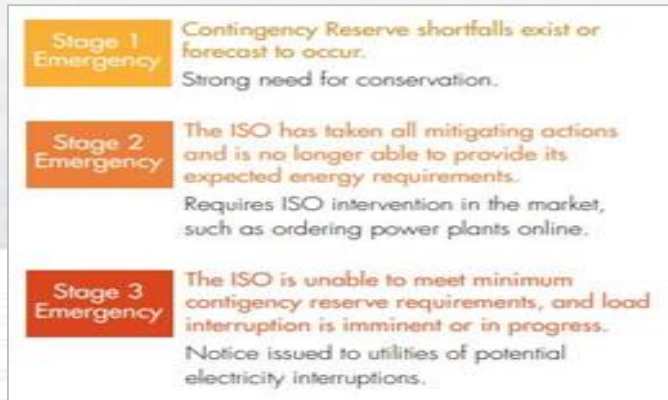 Stage 1
Emergency
Contingency Reserve shortfalls exist or
forecast to occur.
Strong need for conservation.
Stage 2
Emergency
The ISO has taken all mitigating actions
and is no longer able to provide its
expected energy requirements.
Requires ISO intervention in the market,
such as ordering power plants online.
Stage 3
Emergency
The ISO is unable to meet minimum
contigency reserve requirements, and load
interruption is imminent or in progress.
Notice issued to utilities of potential
electricity interruptions.